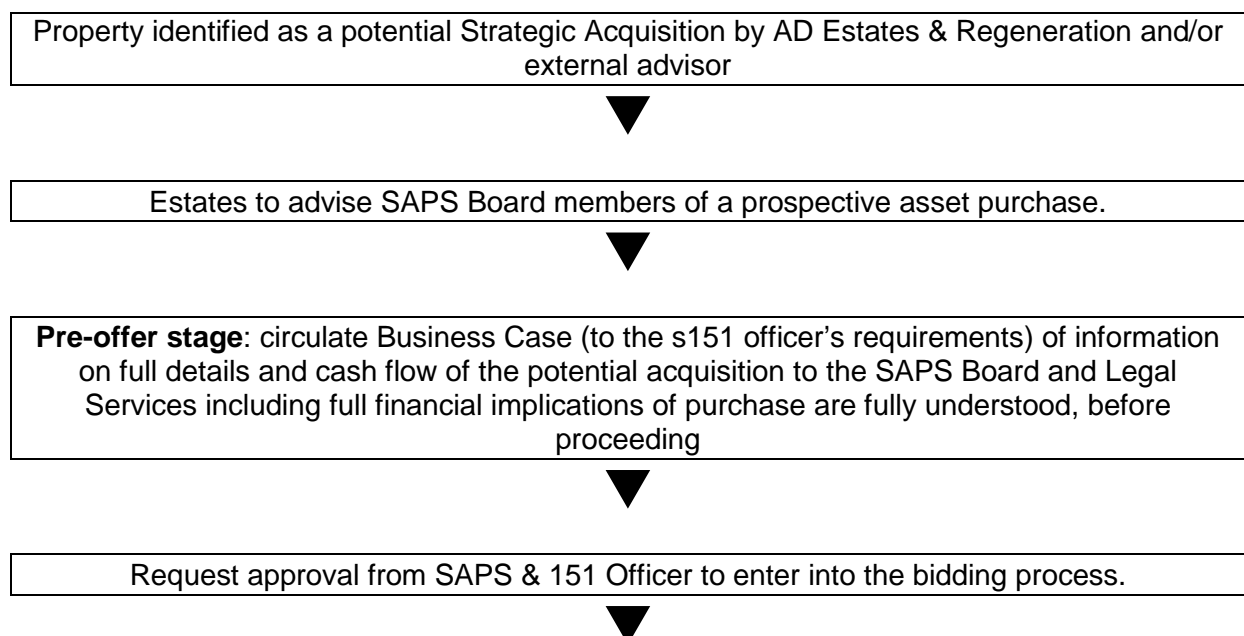 Property identified as a potential Strategic Acquisition by AD Estates & Regeneration and/or
external advisor
Estates to advise SAPS Board members of a prospective asset purchase.
Pre-offer stage: circulate Business Case (to the s151 officer’s requirements) of information
on full details and cash flow of the potential acquisition to the SAPS Board and Legal
Services including full financial implications of purchase are fully understood, before
proceeding
Request approval from SAPS & 151 Officer to enter into the bidding process.